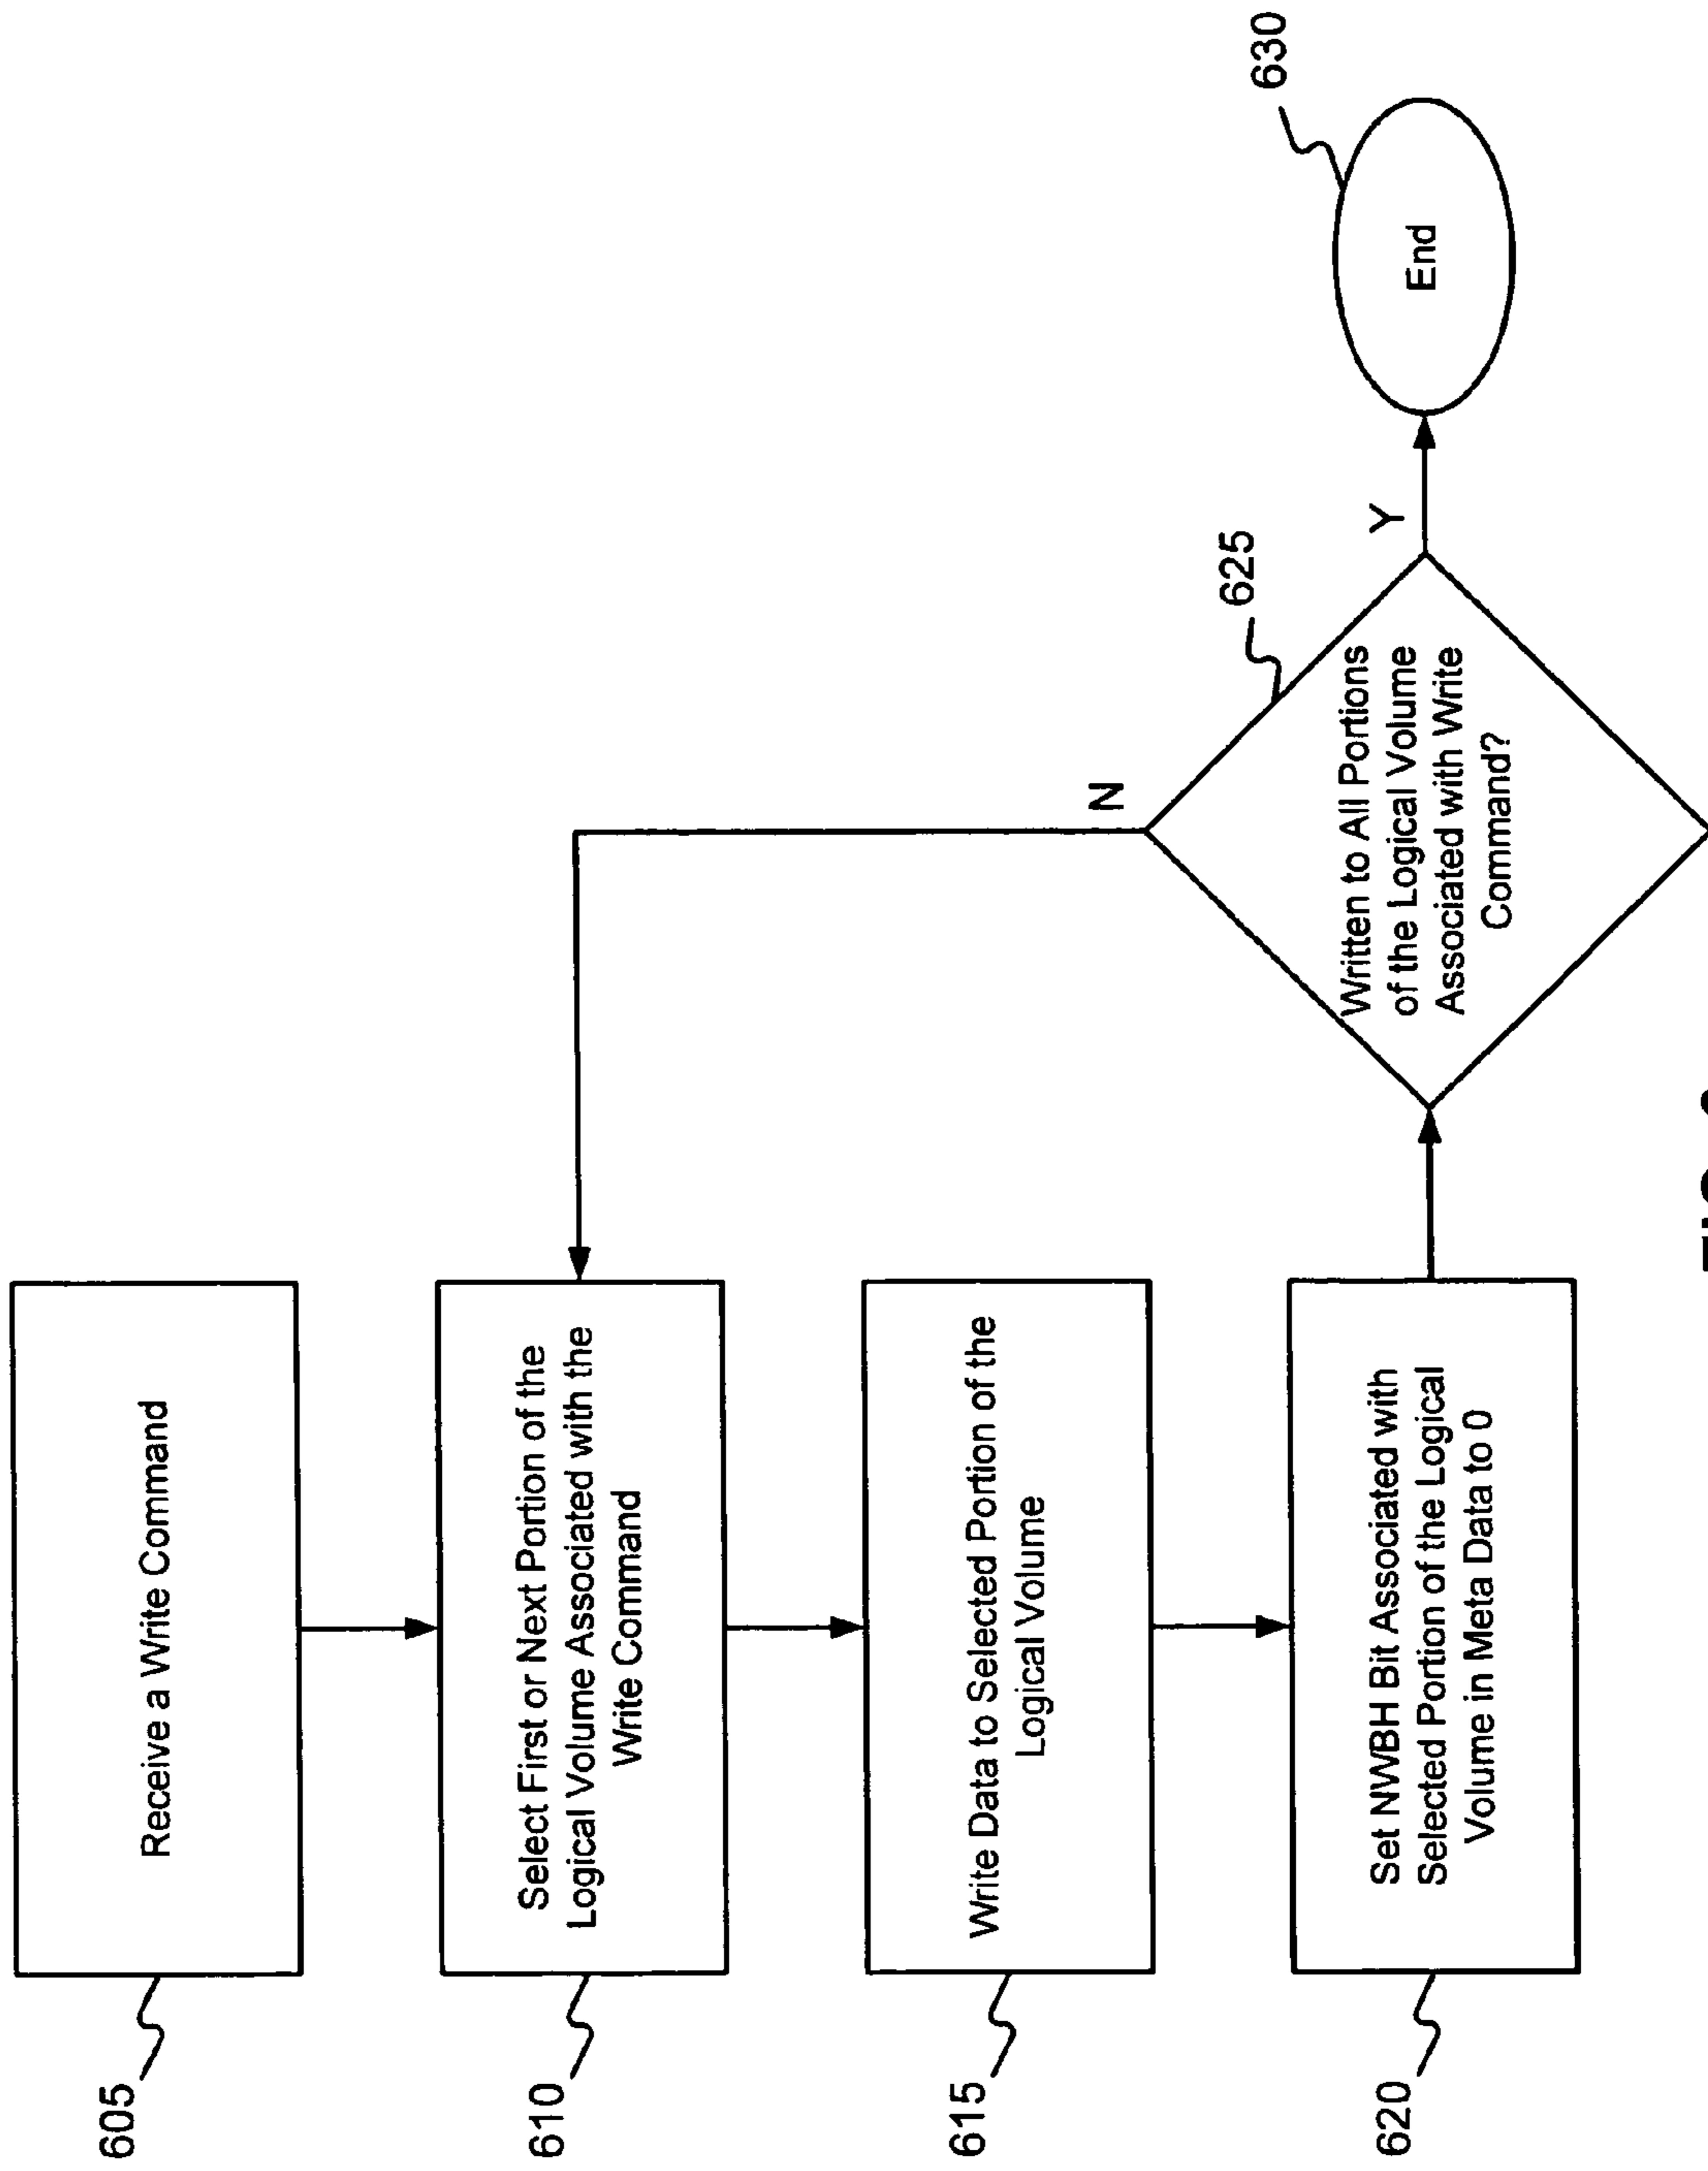 605
Receive a Write Command
610
Select First or Next Portion of the
Logical Volume Associated with the
Write Command
615
Write Data to Selected Portion of the
Logical Volume
620
Set NWBH Bit Associated with
Selected Portion of the Logical
Volume in Meta Data to 0
N
625
Written to All Portions
of the Logical Volume
Associated with Write
Command?
Y
630
End